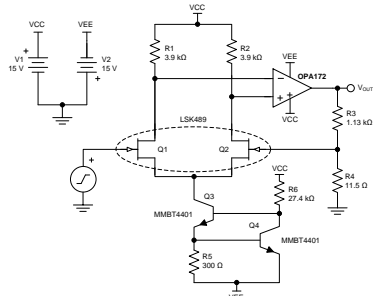 VCC
VCC
VEE
V1
15 V
V2
15 V
R1
3.9 kΩ
R2
3.9 kΩ
VEE
OPA172
VCC
VOUT
R3
1.13 kΩ
LSK489
Q1
Q2
R4
11.5 Ω
VCC
R6
27.4 kΩ
Q3
MMBT4401
Q4
MMBT4401
R5
300 Ω
VEE